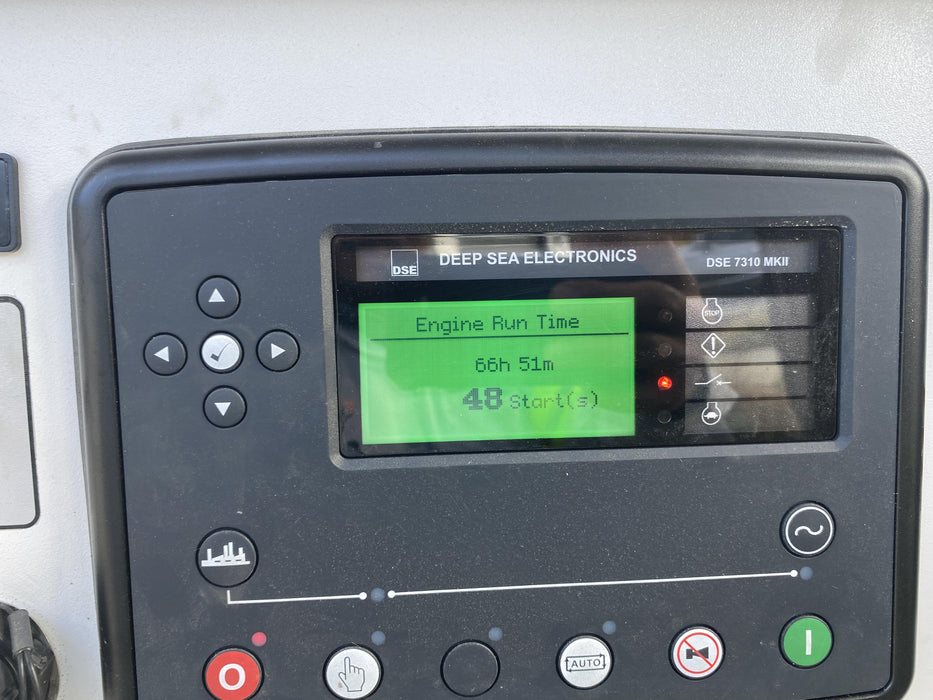 DSE
DEEP SEA ELECTRONICS
DSE 7310 MKII
Engine Run Time
66h 51m
48 Start(s)
STOP
AUTO